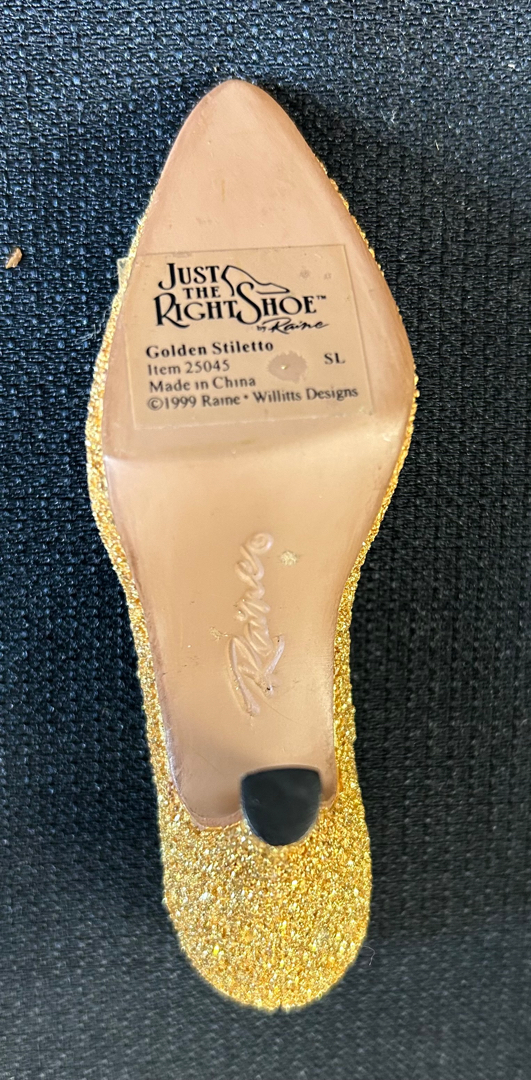 JUST
THE
RIGHT SHOE™
by Raine
Golden Stiletto
Item 25045 SL
Made in China
©1999 Raine • Willitts Designs
Raine